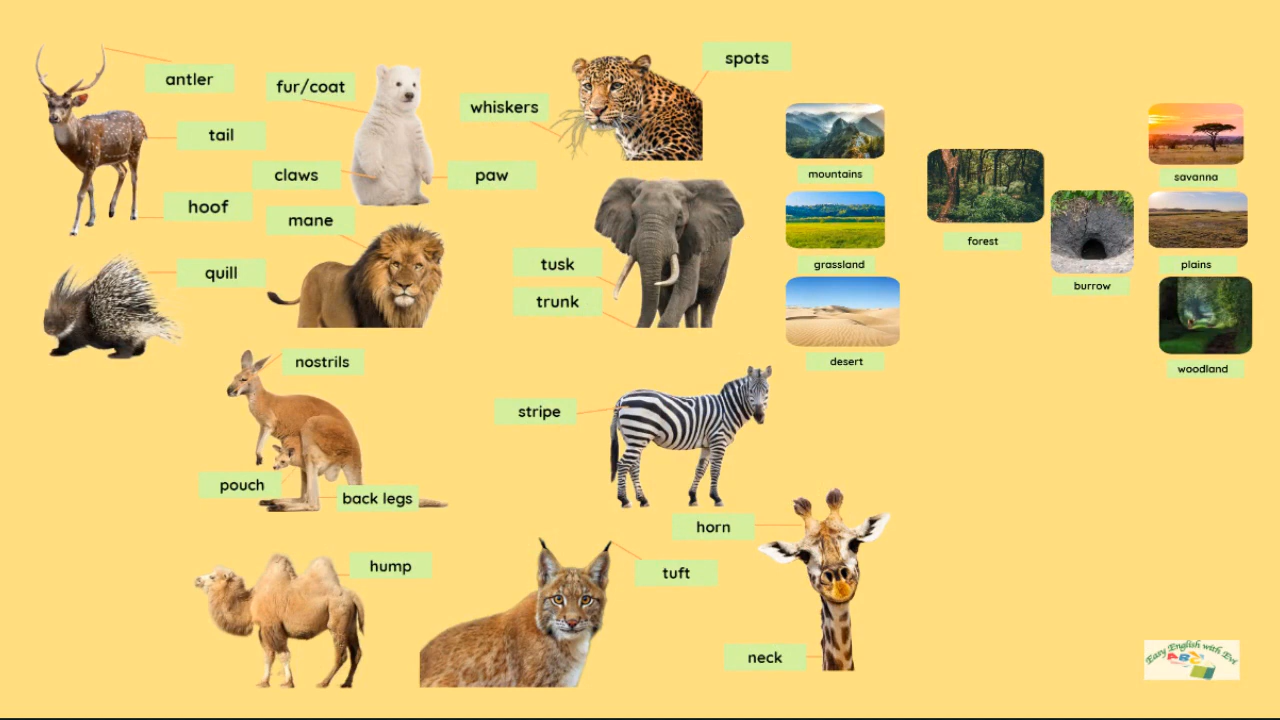 antler
tail
hoof
quill
fur/coat
claws
paw
mane
whiskers
spots
tusk
trunk
nostrils
pouch
back legs
stripe
hump
tuft
horn
neck
mountains
grassland
desert
forest
burrow
savanna
plains
woodland
Easy English with Evi
ABC